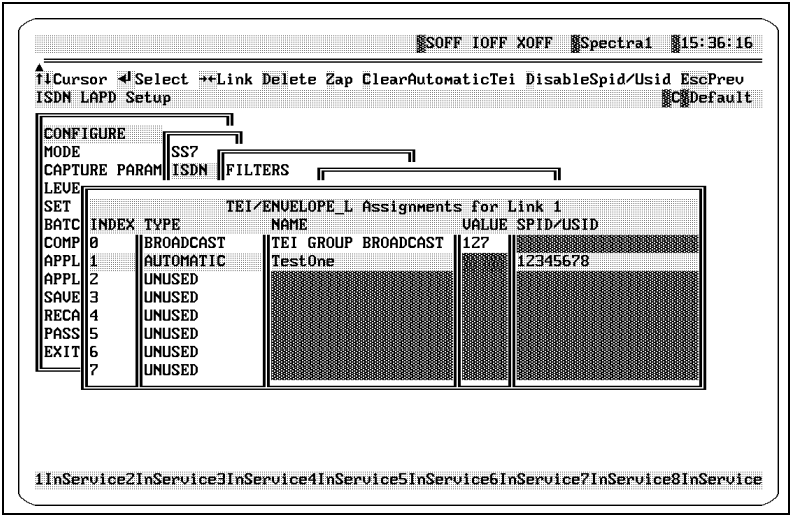 SOFF IOFF XOFF Spectra1 15:36:16
↑↓Cursor ↵Select →←Link Delete Zap ClearAutomaticTei DisableSpid/Usid EscPrev
ISDN LAPD Setup C Default
CONFIGURE
MODE SS7
CAPTURE PARAM ISDN FILTERS
LEVE
SET TEI/ENVELOPE_L Assignments for Link 1
BATC INDEX TYPE NAME VALUE SPID/USID
COMP 0 BROADCAST TEI GROUP BROADCAST 127
APPL 1 AUTOMATIC TestOne 12345678
APPL 2 UNUSED
SAVE 3 UNUSED
RECA 4 UNUSED
PASS 5 UNUSED
EXIT 6 UNUSED
7 UNUSED
1InService2InService3InService4InService5InService6InService7InService8InService